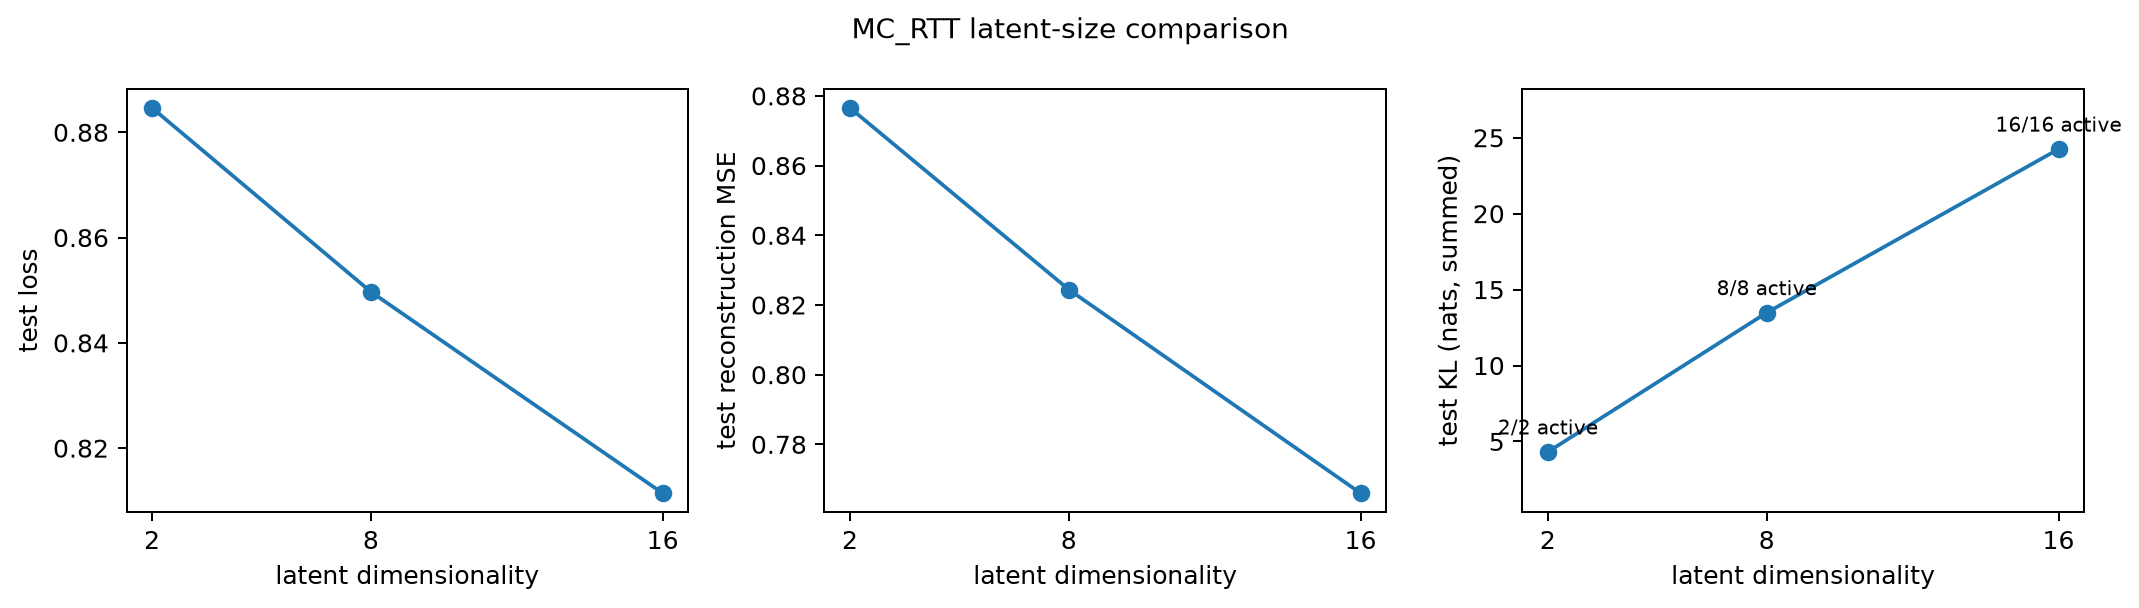 MC_RTT latent-size comparison
test loss
0.88
0.86
0.84
0.82
2
8
16
latent dimensionality
test reconstruction MSE
0.88
0.86
0.84
0.82
0.80
0.78
2
8
16
latent dimensionality
test KL (nats, summed)
25
20
15
10
5
16/16 active
8/8 active
2/2 active
2
8
16
latent dimensionality